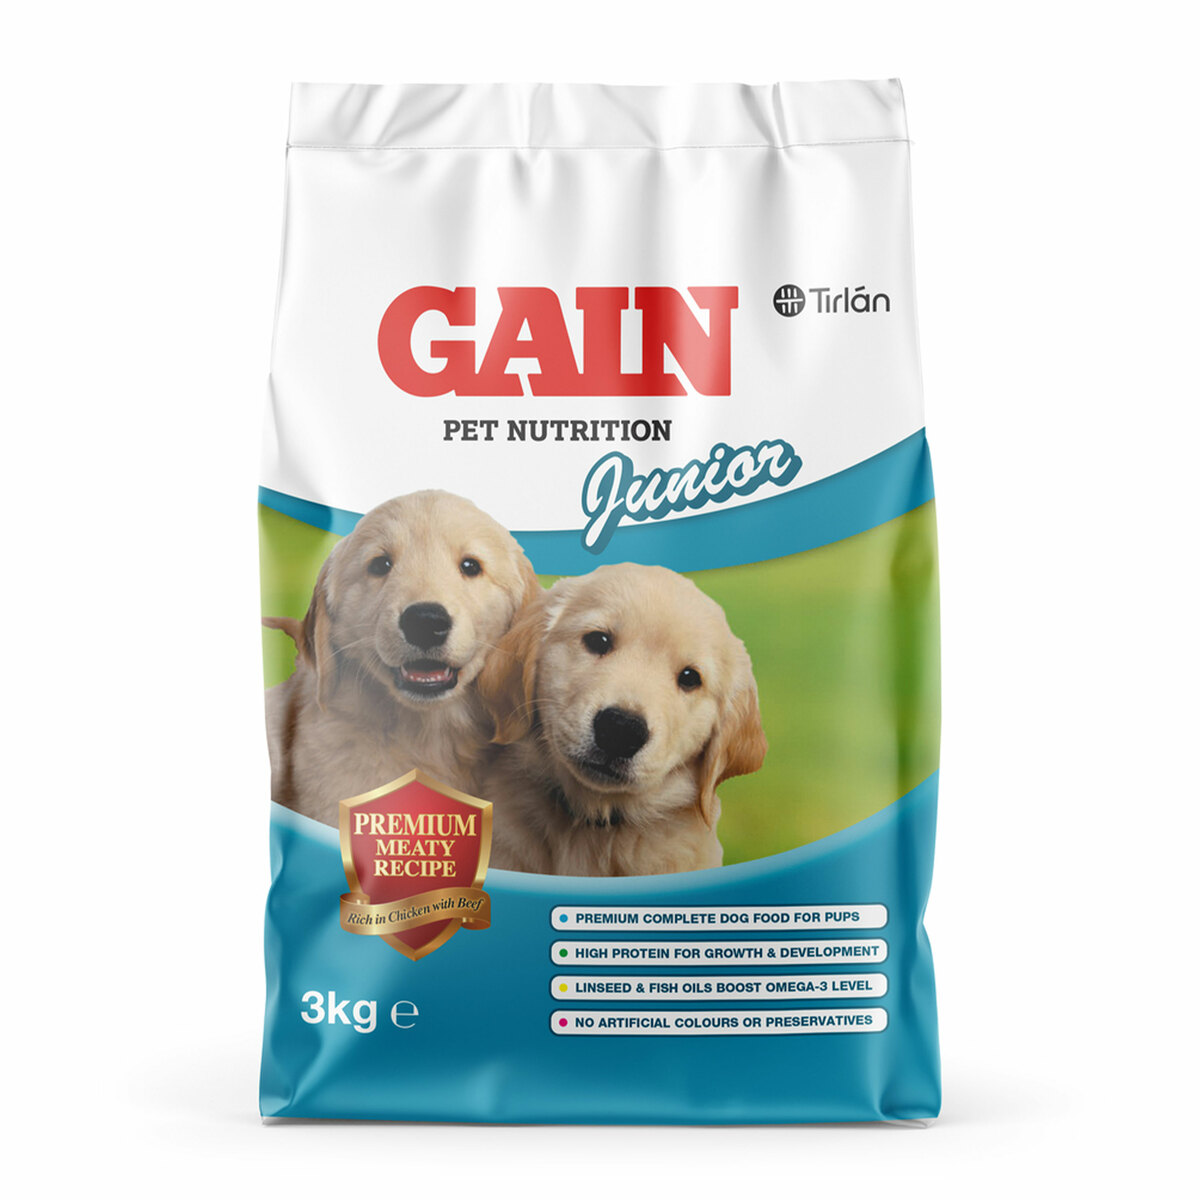 GAIN
Tirlán
PET NUTRITION
Junior
PREMIUM
MEATY
RECIPE
Rich in Chicken with Beef
3kg ℮
PREMIUM COMPLETE DOG FOOD FOR PUPS
HIGH PROTEIN FOR GROWTH & DEVELOPMENT
LINSEED & FISH OILS BOOST OMEGA-3 LEVEL
NO ARTIFICIAL COLOURS OR PRESERVATIVES